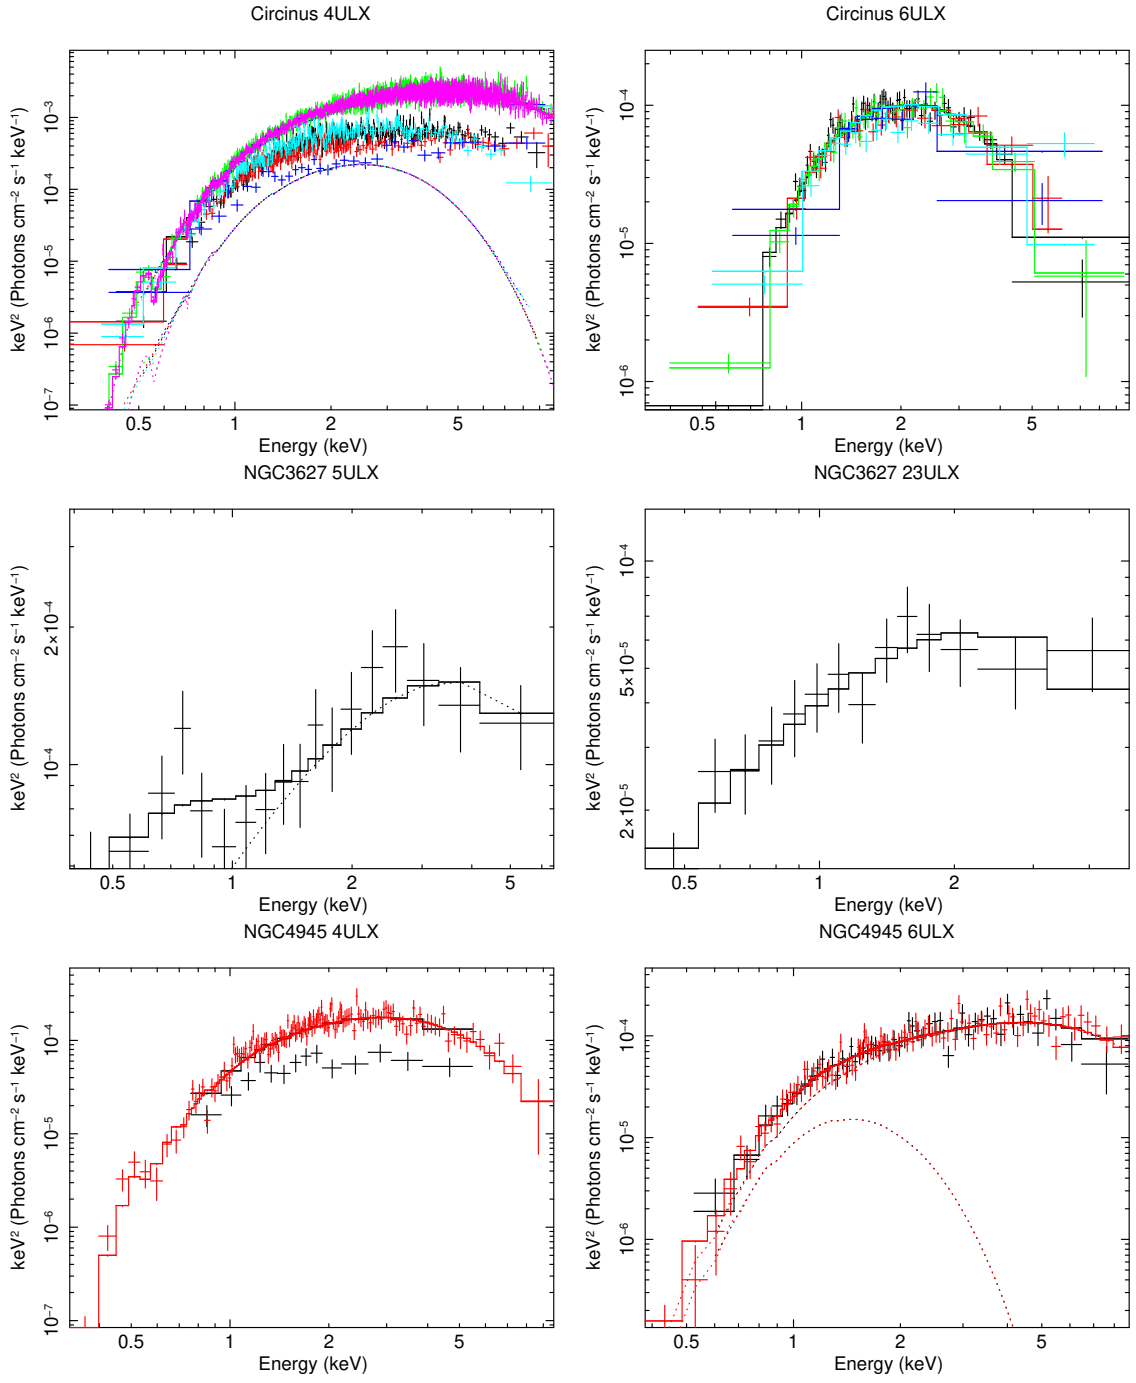 Circinus 4ULX
Circinus 6ULX
keV² (Photons cm⁻² s⁻¹ keV⁻¹)
10⁻³
10⁻⁴
10⁻⁵
10⁻⁶
10⁻⁷
0.5 1 2 5
Energy (keV)
keV² (Photons cm⁻² s⁻¹ keV⁻¹)
10⁻⁴
10⁻⁵
10⁻⁶
0.5 1 2 5
Energy (keV)
NGC3627 5ULX
NGC3627 23ULX
keV² (Photons cm⁻² s⁻¹ keV⁻¹)
2×10⁻⁴
10⁻⁴
0.5 1 2 5
Energy (keV)
keV² (Photons cm⁻² s⁻¹ keV⁻¹)
10⁻⁴
5×10⁻⁵
2×10⁻⁵
0.5 1 2
Energy (keV)
NGC4945 4ULX
NGC4945 6ULX
keV² (Photons cm⁻² s⁻¹ keV⁻¹)
10⁻⁴
10⁻⁵
10⁻⁶
10⁻⁷
0.5 1 2 5
Energy (keV)
keV² (Photons cm⁻² s⁻¹ keV⁻¹)
10⁻⁴
10⁻⁵
10⁻⁶
0.5 1 2 5
Energy (keV)